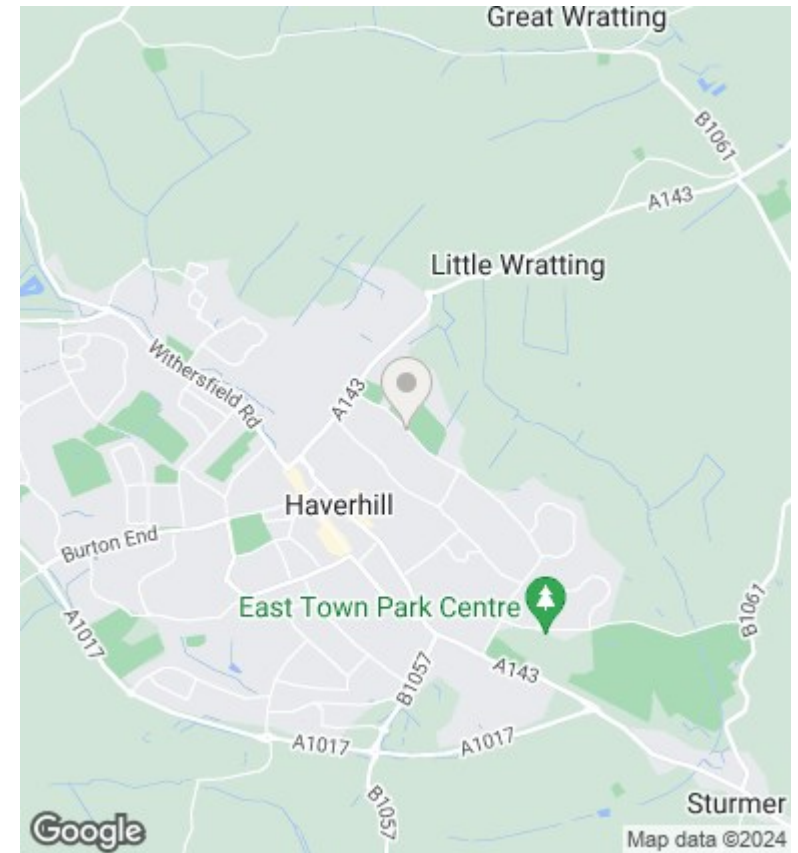 Great Wratting
B1061
A143
Little Wratting
Withersfield Rd
A143
Haverhill
Burton End
East Town Park Centre
B1061
A1017
B1057
A143
A1017
A1017
B1057
Sturmer
Google
Map data ©2024